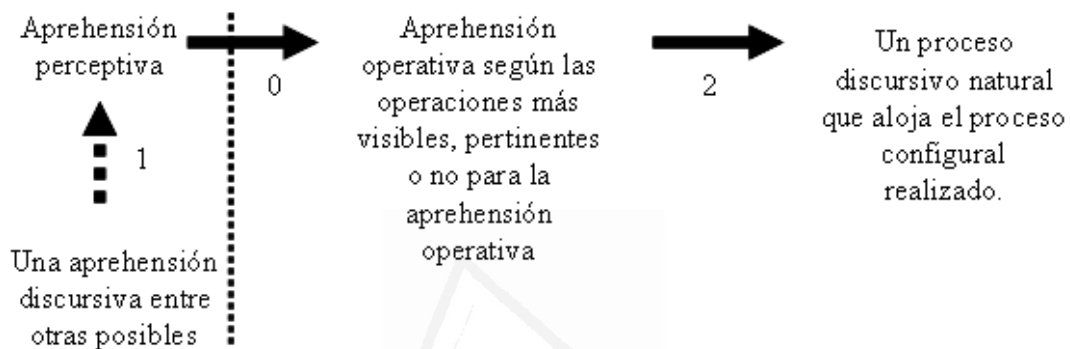 Aprehensión
perceptiva
1
Una aprehensión
discursiva entre
otras posibles
0
Aprehensión
operativa según las
operaciones más
visibles, pertinentes
o no para la
aprehensión
operativa
2
Un proceso
discursivo natural
que aloja el proceso
configural
realizado.